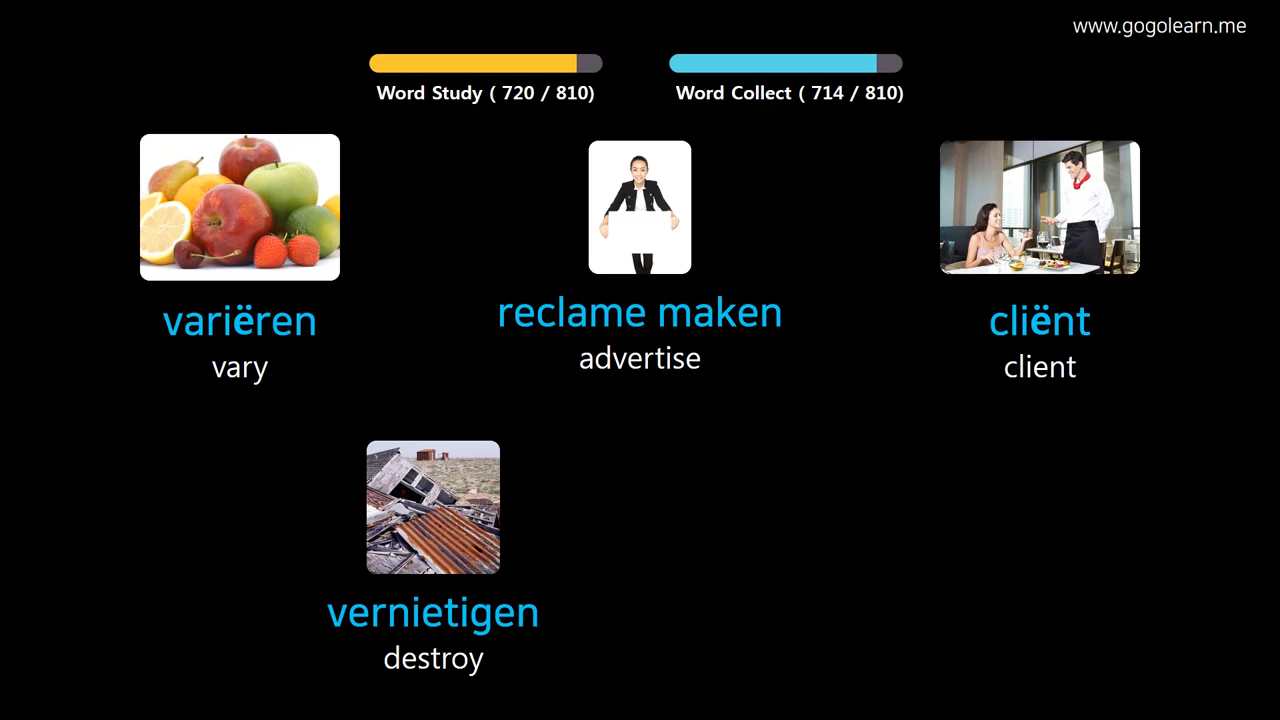 www.gogolearn.me
Word Study ( 720 / 810)
Word Collect ( 714 / 810)
variëren
vary
reclame maken
advertise
cliënt
client
vernietigen
destroy